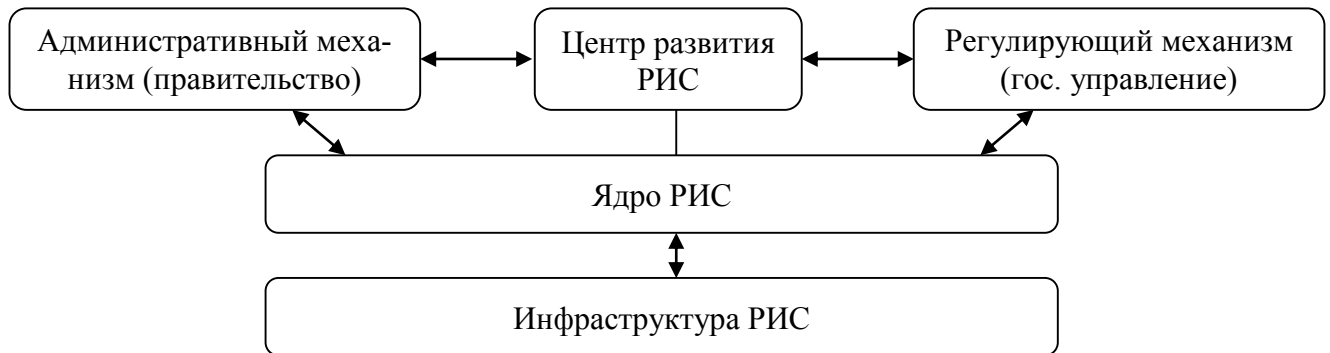 Административный меха-
низм (правительство)
Центр развития
РИС
Регулирующий механизм
(гос. управление)
Ядро РИС
Инфраструктура РИС